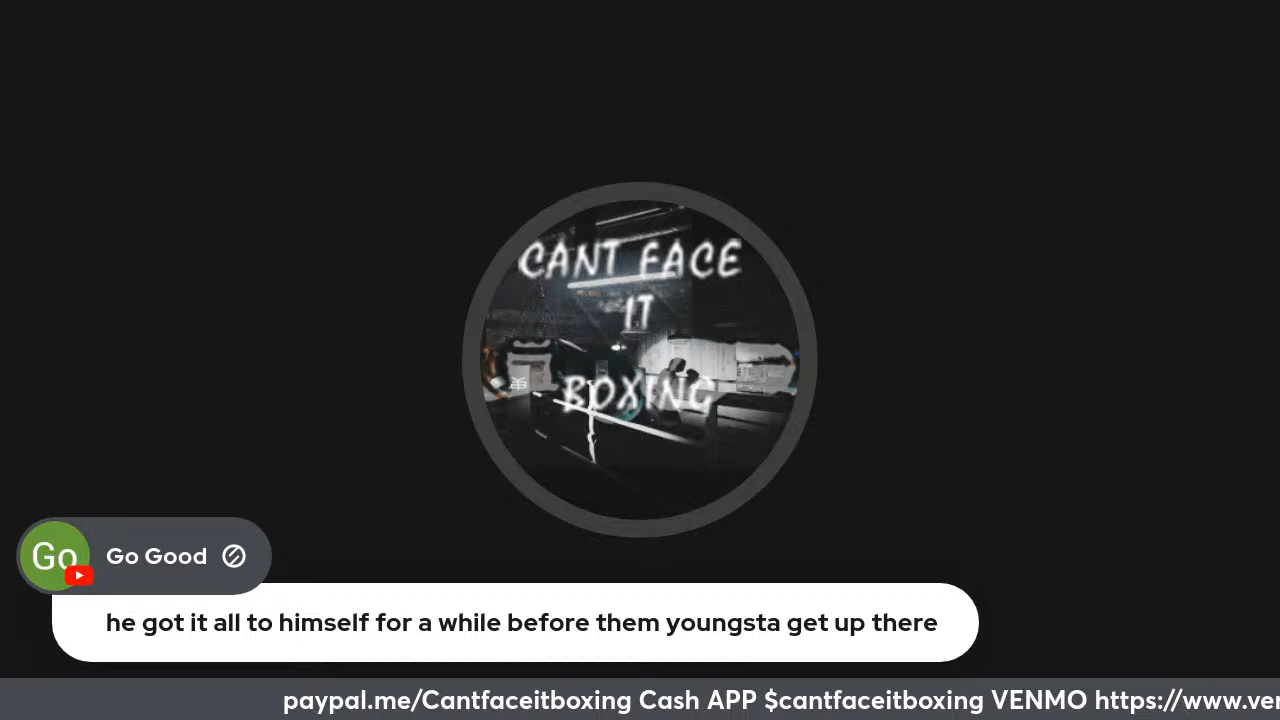 CANT FACE
IT
BOXING
Go Go Good
he got it all to himself for a while before them youngsta get up there
paypal.me/Cantfaceitboxing Cash APP $cantfaceitboxing VENMO https://www.ve